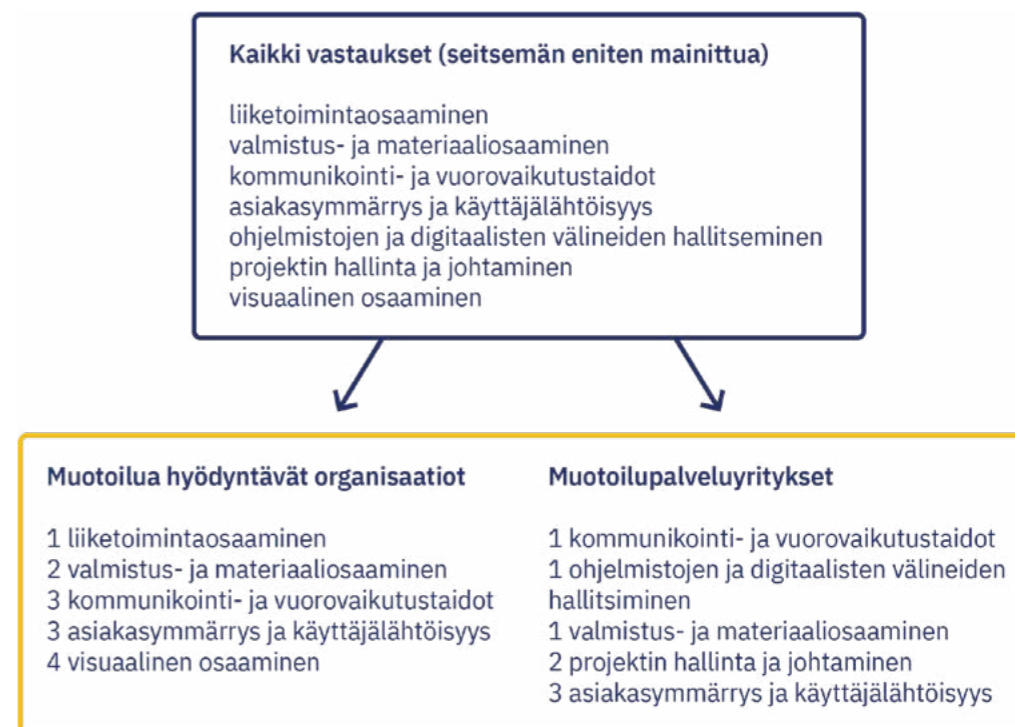 Kaikki vastaukset (seitsemän eniten mainittua)
liiketoimintaosaaminen
valmistus- ja materiaaliosaaminen
kommunikointi- ja vuorovaikutustaidot
asiakasymmärrys ja käyttäjälähtöisyys
ohjelmistojen ja digitaalisten välineiden hallitseminen
projektin hallinta ja johtaminen
visuaalinen osaaminen
Muotoilua hyödyntävät organisaatiot
1 liiketoimintaosaaminen
2 valmistus- ja materiaaliosaaminen
3 kommunikointi- ja vuorovaikutustaidot
3 asiakasymmärrys ja käyttäjälähtöisyys
4 visuaalinen osaaminen
Muotoilupalveluyritykset
1 kommunikointi- ja vuorovaikutustaidot
1 ohjelmistojen ja digitaalisten välineiden
hallitsiminen
1 valmistus- ja materiaaliosaaminen
2 projektin hallinta ja johtaminen
3 asiakasymmärrys ja käyttäjälähtöisyys